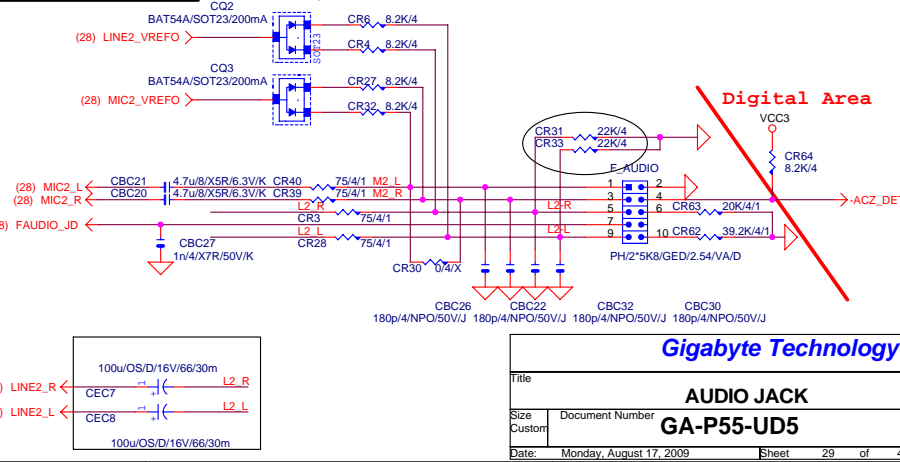 CQ2
BAT54A/SOT23/200mA
CR6 8.2K/4
(28) LINE2_VREFO
SOT23
CR4 8.2K/4
CQ3
BAT54A/SOT23/200mA
CR27 8.2K/4
(28) MIC2_VREFO
CR32 8.2K/4
Digital Area
VCC3
CR31 22K/4
CR33 22K/4
CR64
8.2K/4
F_AUDIO
CBC21 4.7u/8/X5R/6.3V/K CR40 75/4/1 M2_L
(28) MIC2_L
1 2
CBC20 4.7u/8/X5R/6.3V/K CR39 75/4/1 M2_R
(28) MIC2_R
3 4
-ACZ_DET
L2_R
L2-R
5 6
CR63 20K/4/1
CR3 75/4/1
8) FAUDIO_JD
7
L2_L
L2-L
9 10
CR62 39.2K/4/1
CR28 75/4/1
CBC27
1n/4/X7R/50V/K
CR30 0/4/X
PH/2*5K8/GED/2.54/VA/D
CBC26 CBC22 CBC32 CBC30
180p/4/NPO/50V/J 180p/4/NPO/50V/J 180p/4/NPO/50V/J 180p/4/NPO/50V/J
100u/OS/D/16V/66/30m
) LINE2_R
CEC7
1
+
L2_R
) LINE2_L
CEC8
1
+
L2_L
100u/OS/D/16V/66/30m
Gigabyte Technology
Title
AUDIO JACK
Size
Custom
Document Number
GA-P55-UD5
Date: Monday, August 17, 2009 Sheet 29 of 4